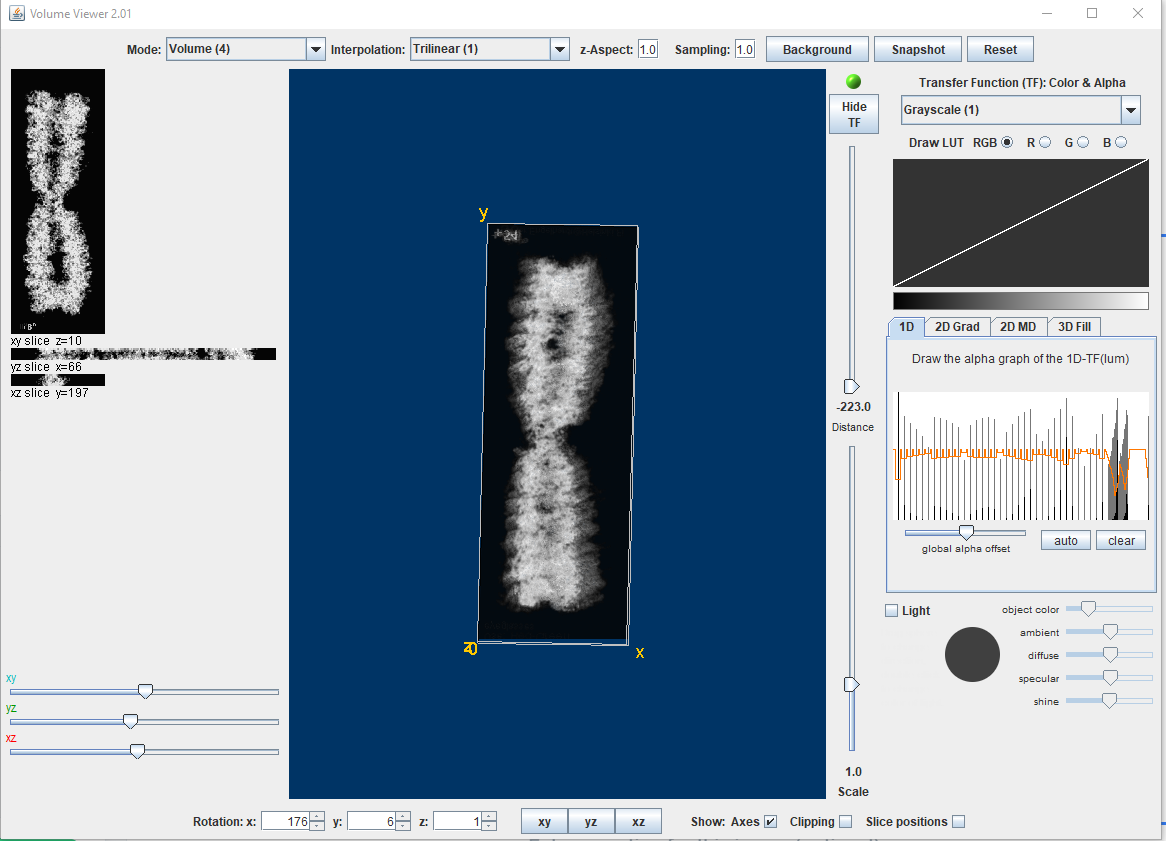 Volume Viewer 2.01
Mode: Volume (4) Interpolation: Trilinear (1) z-Aspect: 1.0 Sampling: 1.0 Background Snapshot Reset
xy slice z=10
yz slice x=66
xz slice y=197
xy
yz
xz
y
x
Hide
TF
-223.0
Distance
1.0
Scale
Transfer Function (TF): Color & Alpha
Grayscale (1)
Draw LUT RGB R G B
1D 2D Grad 2D MD 3D Fill
Draw the alpha graph of the 1D-TF(lum)
global alpha offset
auto clear
Light
object color
ambient
diffuse
specular
shine
Rotation: x: 176 y: 6 z: 1 xy yz xz Show: Axes Clipping Slice positions